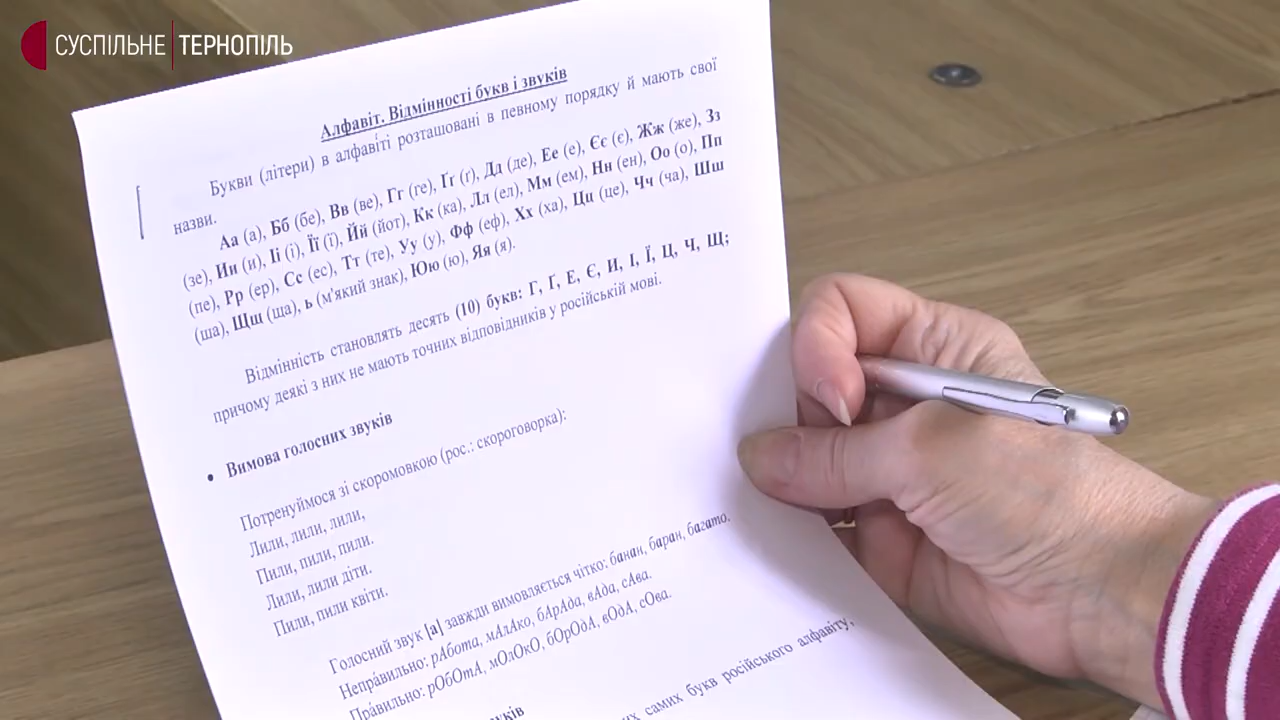 СУСПІЛЬНЕ ТЕРНОПІЛЬ
Алфавіт. Відмінності букв і звуків
Букви (літери) в алфавіті розташовані в певному порядку й мають свої
назви.
Аа (а), Бб (бе), Вв (ве), Гг (ге), Ґґ (ґ), Дд (де), Ее (е), Єє (є), Жж (же), Зз
(зе), Ии (и), Іі (і), Її (ї), Йй (йот), Кк (ка), Лл (ел), Мм (ем), Нн (ен), Оо (о), Пп
(пе), Рр (ер), Сс (ес), Тт (те), Уу (у), Фф (еф), Хх (ха), Цц (це), Чч (ча), Шш
(ша), Щщ (ща), ь (м'який знак), Юю (ю), Яя (я).
Відмінність становлять десять (10) букв: Г, Ґ, Е, Є, И, І, Ї, Ц, Ч, Щ;
причому деякі з них не мають точних відповідників у російській мові.
• Вимова голосних звуків
Потренуймося зі скоромовкою (рос.: скороговорка):
Лили, лили, лили,
Пили, пили, пили.
Лили, лили діти.
Пили, пили квіти.
Голосний звук [а] завжди вимовляється чітко: банан, баран, багато.
Непрáвильно: рАбота, мАлАко, бАрАда, вАда, сАва.
Прáвильно: рОбОтА, мОлОкО, бОрОдА, вОдА, сОва.
самих букв російського алфавіту,